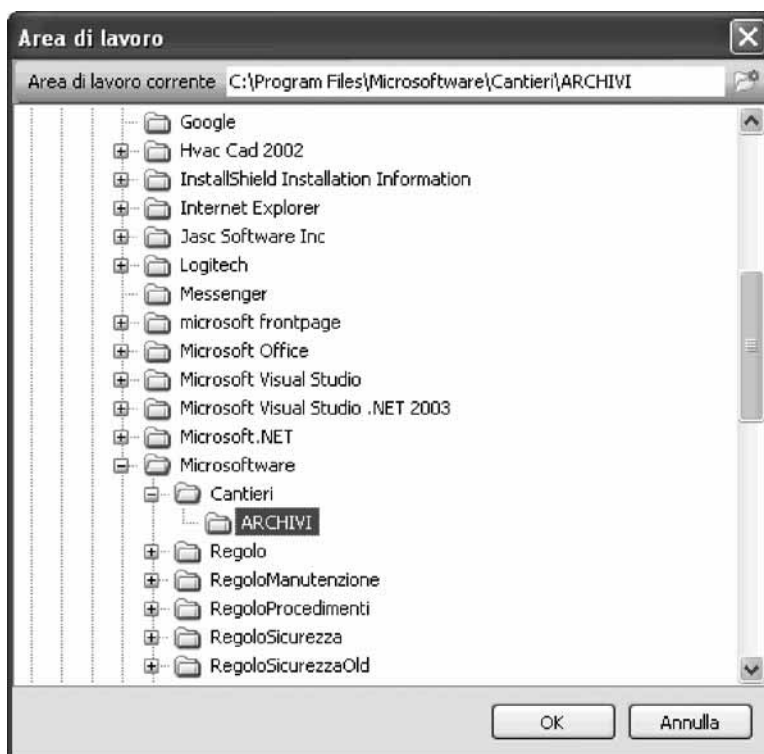 Area di lavoro
Area di lavoro corrente C:\Program Files\Microsoftware\Cantieri\ARCHIVI
Google
Hvac Cad 2002
InstallShield Installation Information
Internet Explorer
Jasc Software Inc
Logitech
Messenger
microsoft frontpage
Microsoft Office
Microsoft Visual Studio
Microsoft Visual Studio .NET 2003
Microsoft.NET
Microsoftware
Cantieri
ARCHIVI
Regolo
RegoloManutenzione
RegoloProcedimenti
RegoloSicurezza
RegoloSicurezzaOld
OK Annulla